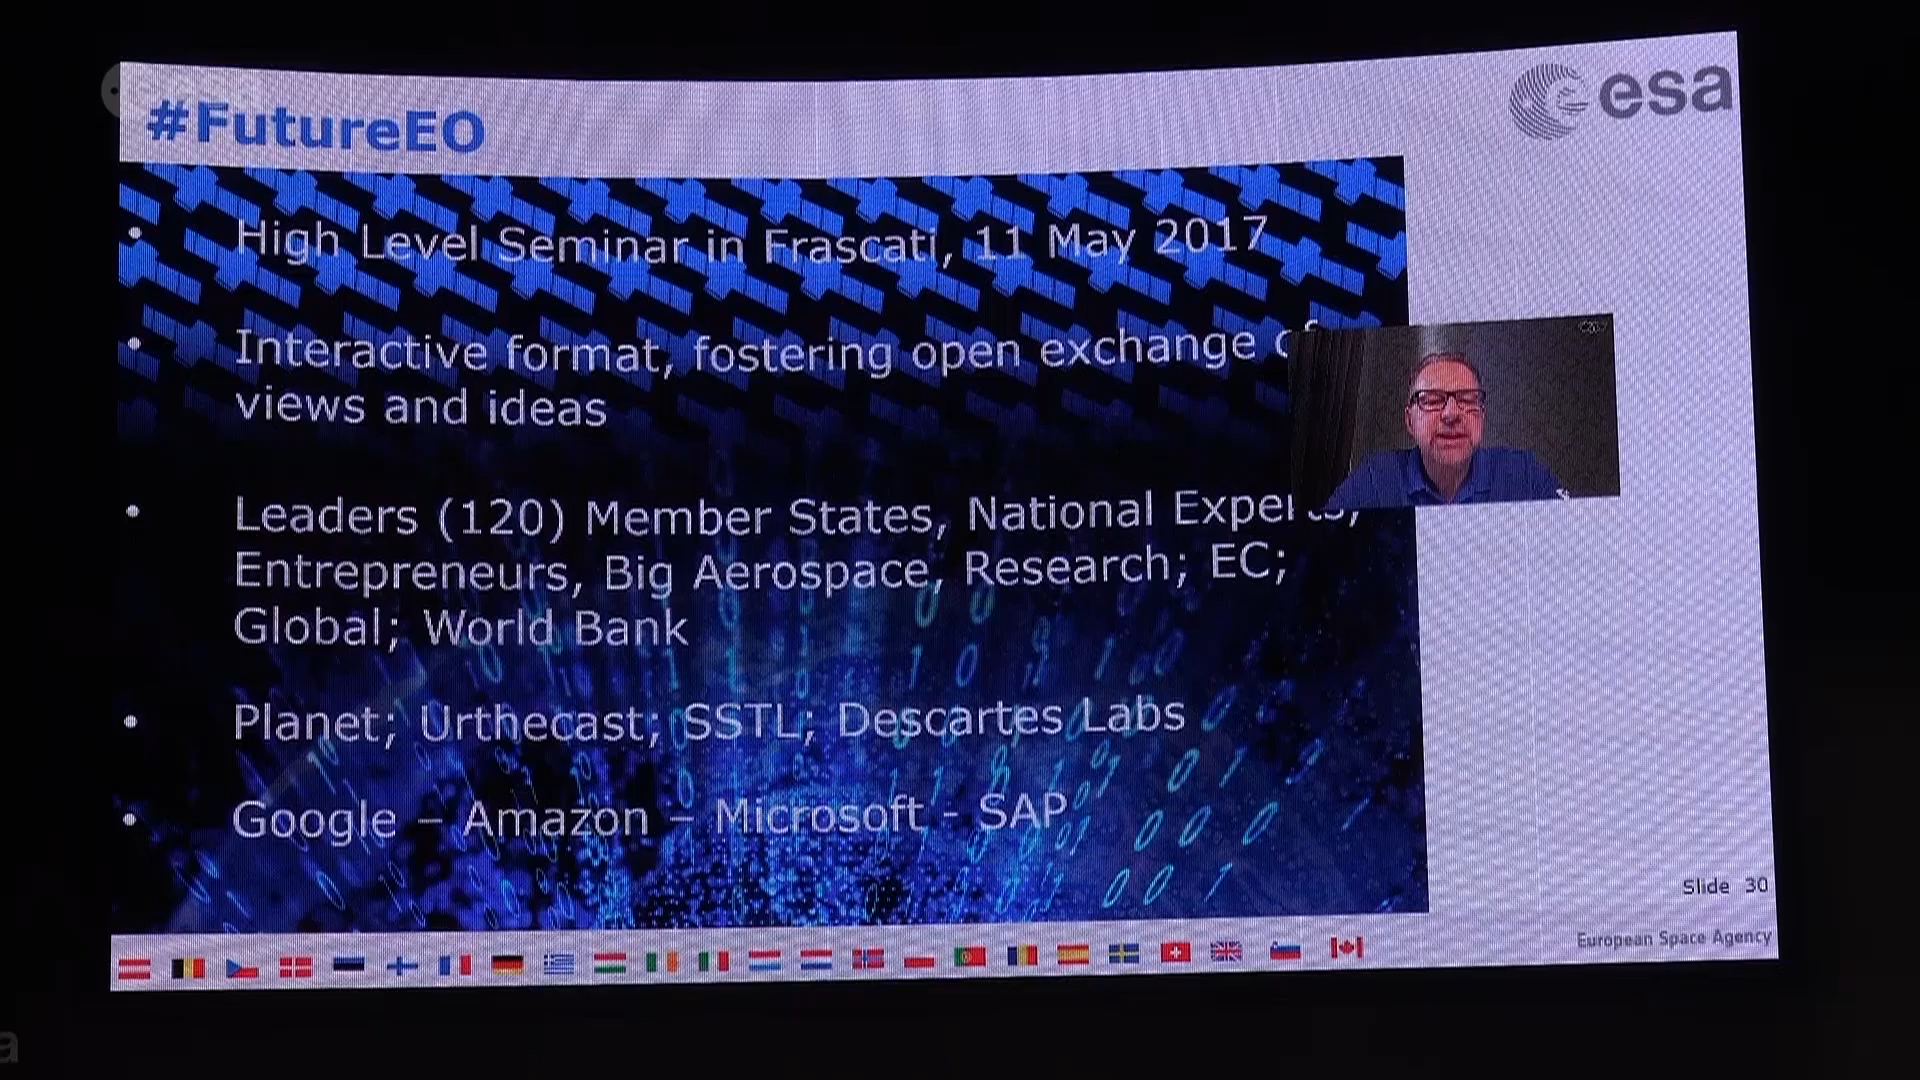 #FutureEO
esa
• High Level Seminar in Frascati, 11 May 2017
• Interactive format, fostering open exchange of
views and ideas
• Leaders (120) Member States, National Experts,
Entrepreneurs, Big Aerospace, Research; EC;
Global; World Bank
• Planet; Urthecast; SSTL; Descartes Labs
• Google – Amazon – Microsoft - SAP
Slide 30
European Space Agency